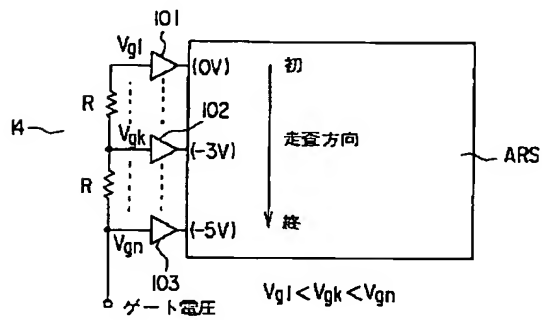 101
Vg1
(0V)
初
R
102
14
Vgk
(-3V)
走査方向
ARS
R
(-5V)
終
Vgn
103
ゲート電圧
Vg1<Vgk<Vgn